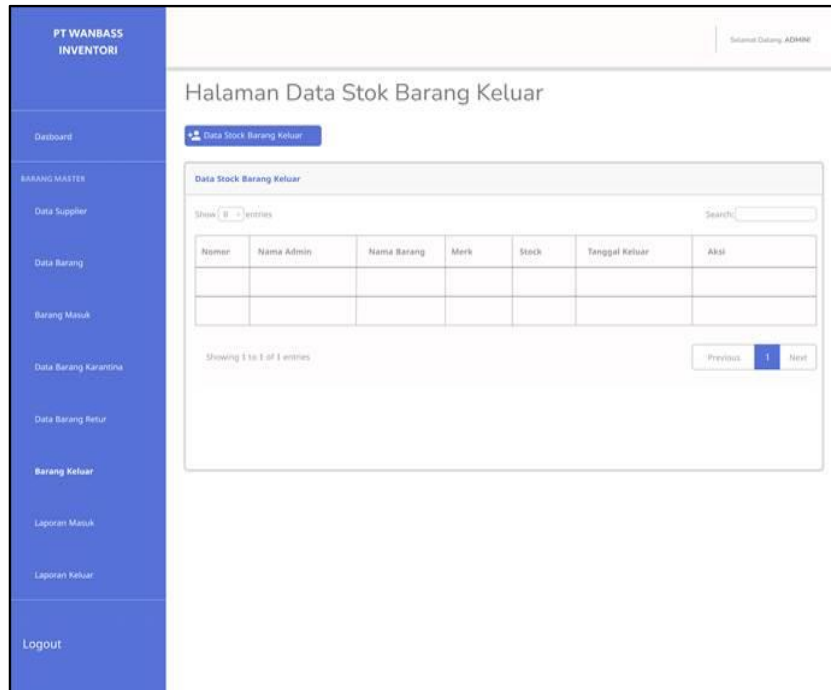 PT WANBASS
INVENTORI
Selamat Datang, ADMIN!
Halaman Data Stok Barang Keluar
Dasboard
Data Stock Barang Keluar
BARANG MASTER
Data Supplier
Data Barang
Barang Masuk
Data Barang Karantina
Data Barang Retur
Barang Keluar
Laporan Masuk
Laporan Keluar
Logout
Data Stock Barang Keluar
Show entries
Search:
Nomor Nama Admin Nama Barang Merk Stock Tanggal Keluar Aksi
Showing 1 to 1 of 1 entries
Previous 1 Next